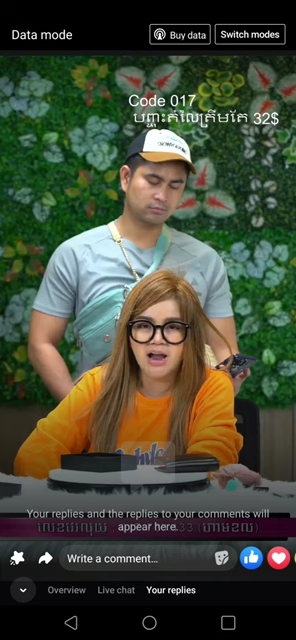 Data mode
Buy data
Switch modes
Code 017
បញ្ចុះតំលៃត្រឹមតែ 32$
Your replies and the replies to your comments will
appear here.
Write a comment...
Overview
Live chat
Your replies